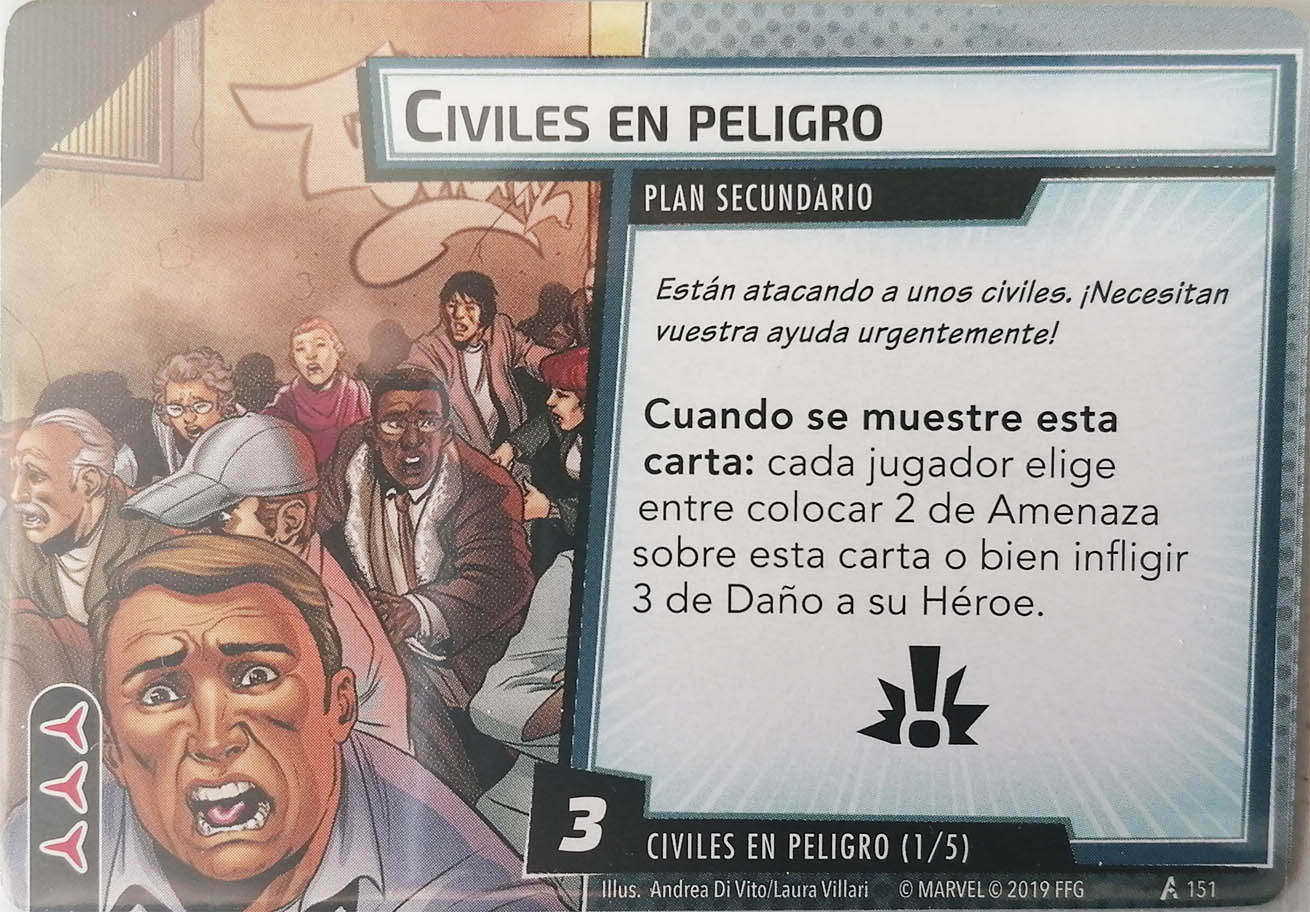 Civiles en peligro
PLAN SECUNDARIO
Están atacando a unos civiles. ¡Necesitan
vuestra ayuda urgentemente!
Cuando se muestre esta
carta: cada jugador elige
entre colocar 2 de Amenaza
sobre esta carta o bien infligir
3 de Daño a su Héroe.
3
CIVILES EN PELIGRO (1/5)
Illus. Andrea Di Vito/Laura Villari © MARVEL © 2019 FFG 151